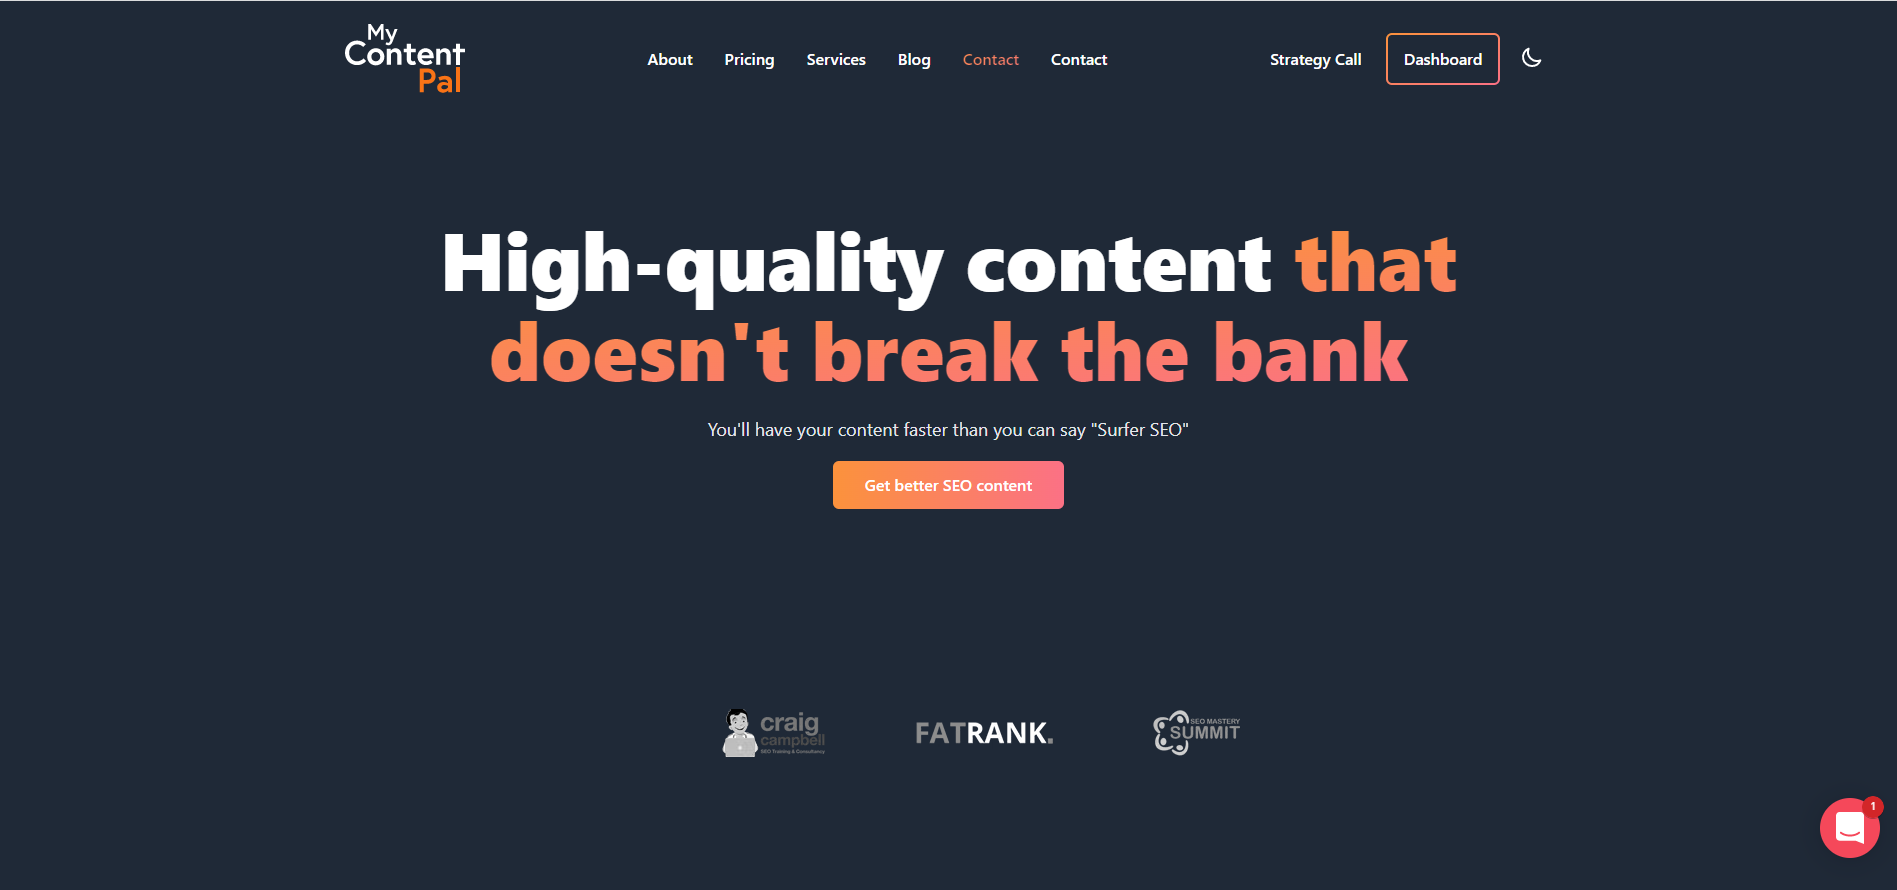 My
Content
Pal
About Pricing Services Blog Contact Contact Strategy Call Dashboard
High-quality content that
doesn't break the bank
You'll have your content faster than you can say "Surfer SEO"
Get better SEO content
craig
campbell
SEO Training & Consultancy
FATRANK.
SEO MASTERY
SUMMIT
1